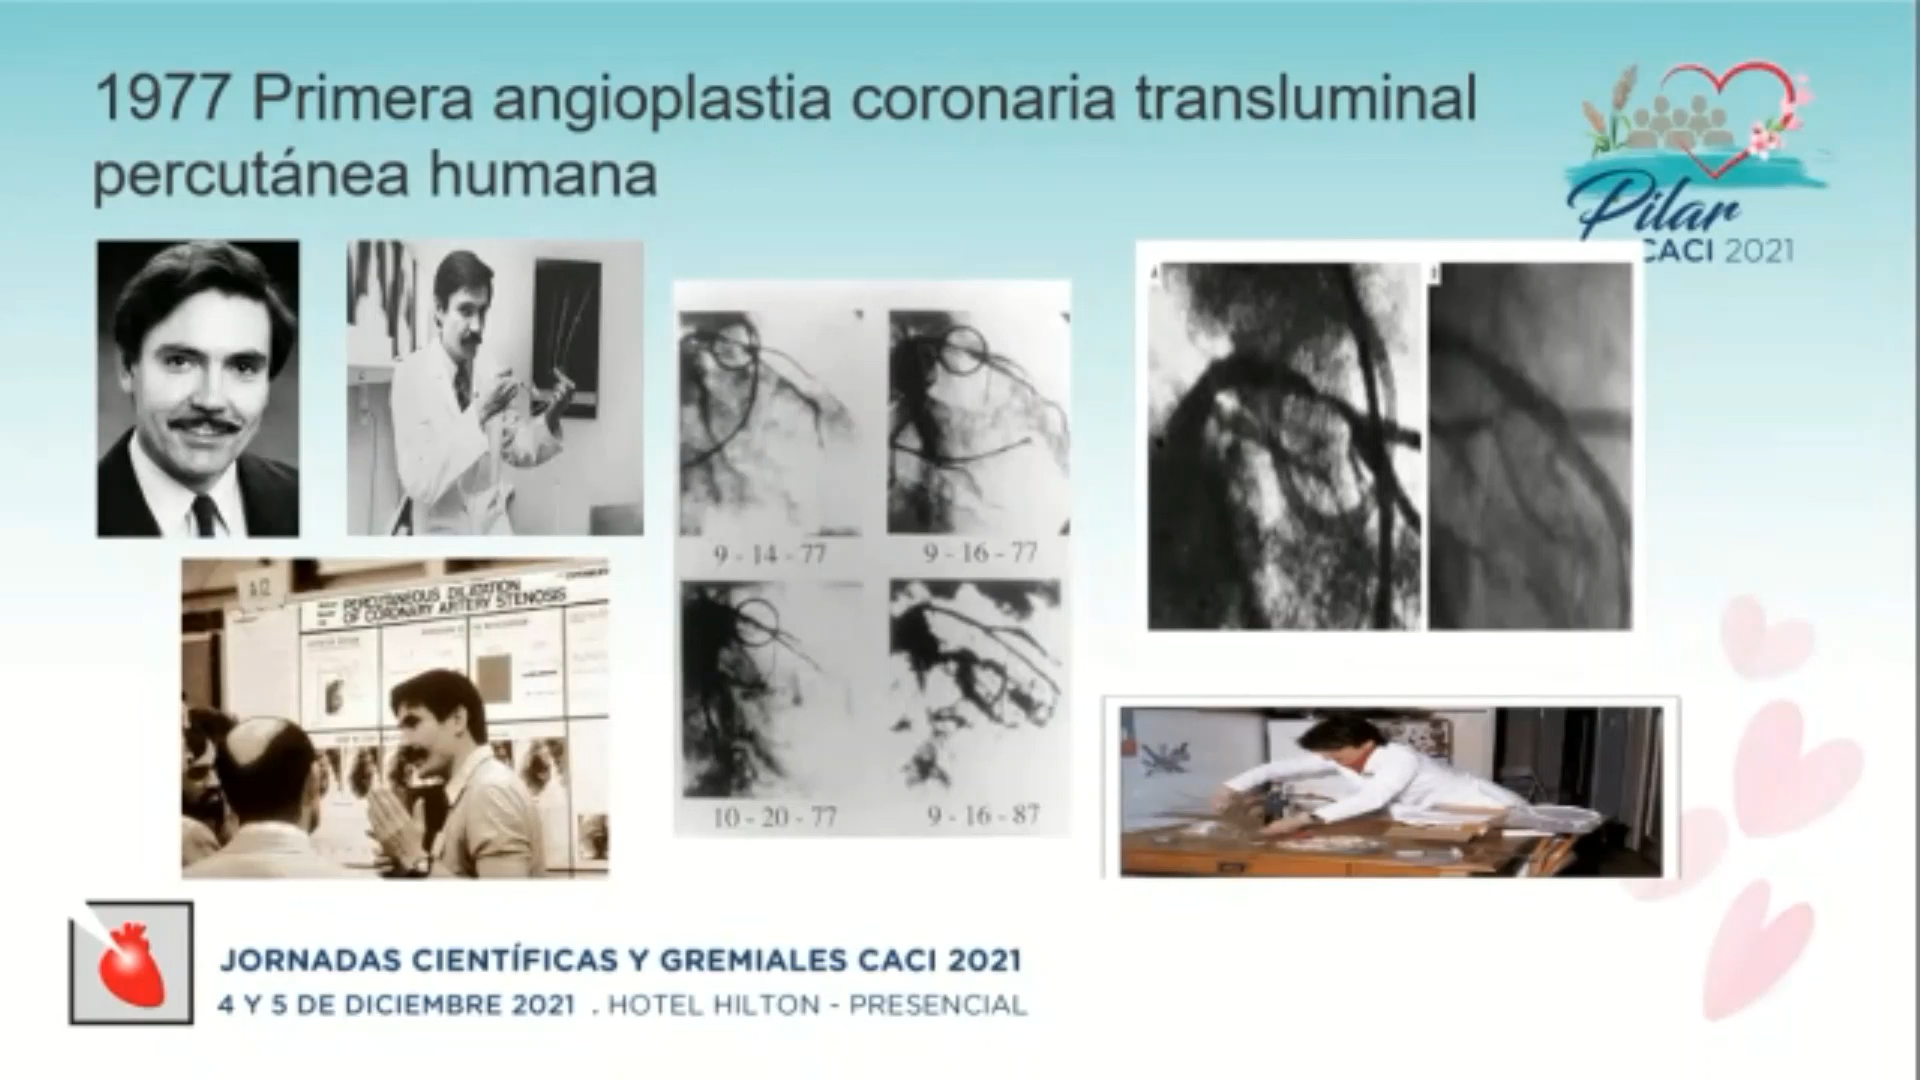 1977 Primera angioplastia coronaria transluminal
percutánea humana
Pilar
CACI 2021
A12
PERCUTANEOUS DILATATION
OF CORONARY ARTERY STENOSIS
9 - 14 - 77
9 - 16 - 77
10 - 20 - 77
9 - 16 - 87
JORNADAS CIENTÍFICAS Y GREMIALES CACI 2021
4 Y 5 DE DICIEMBRE 2021 . HOTEL HILTON - PRESENCIAL